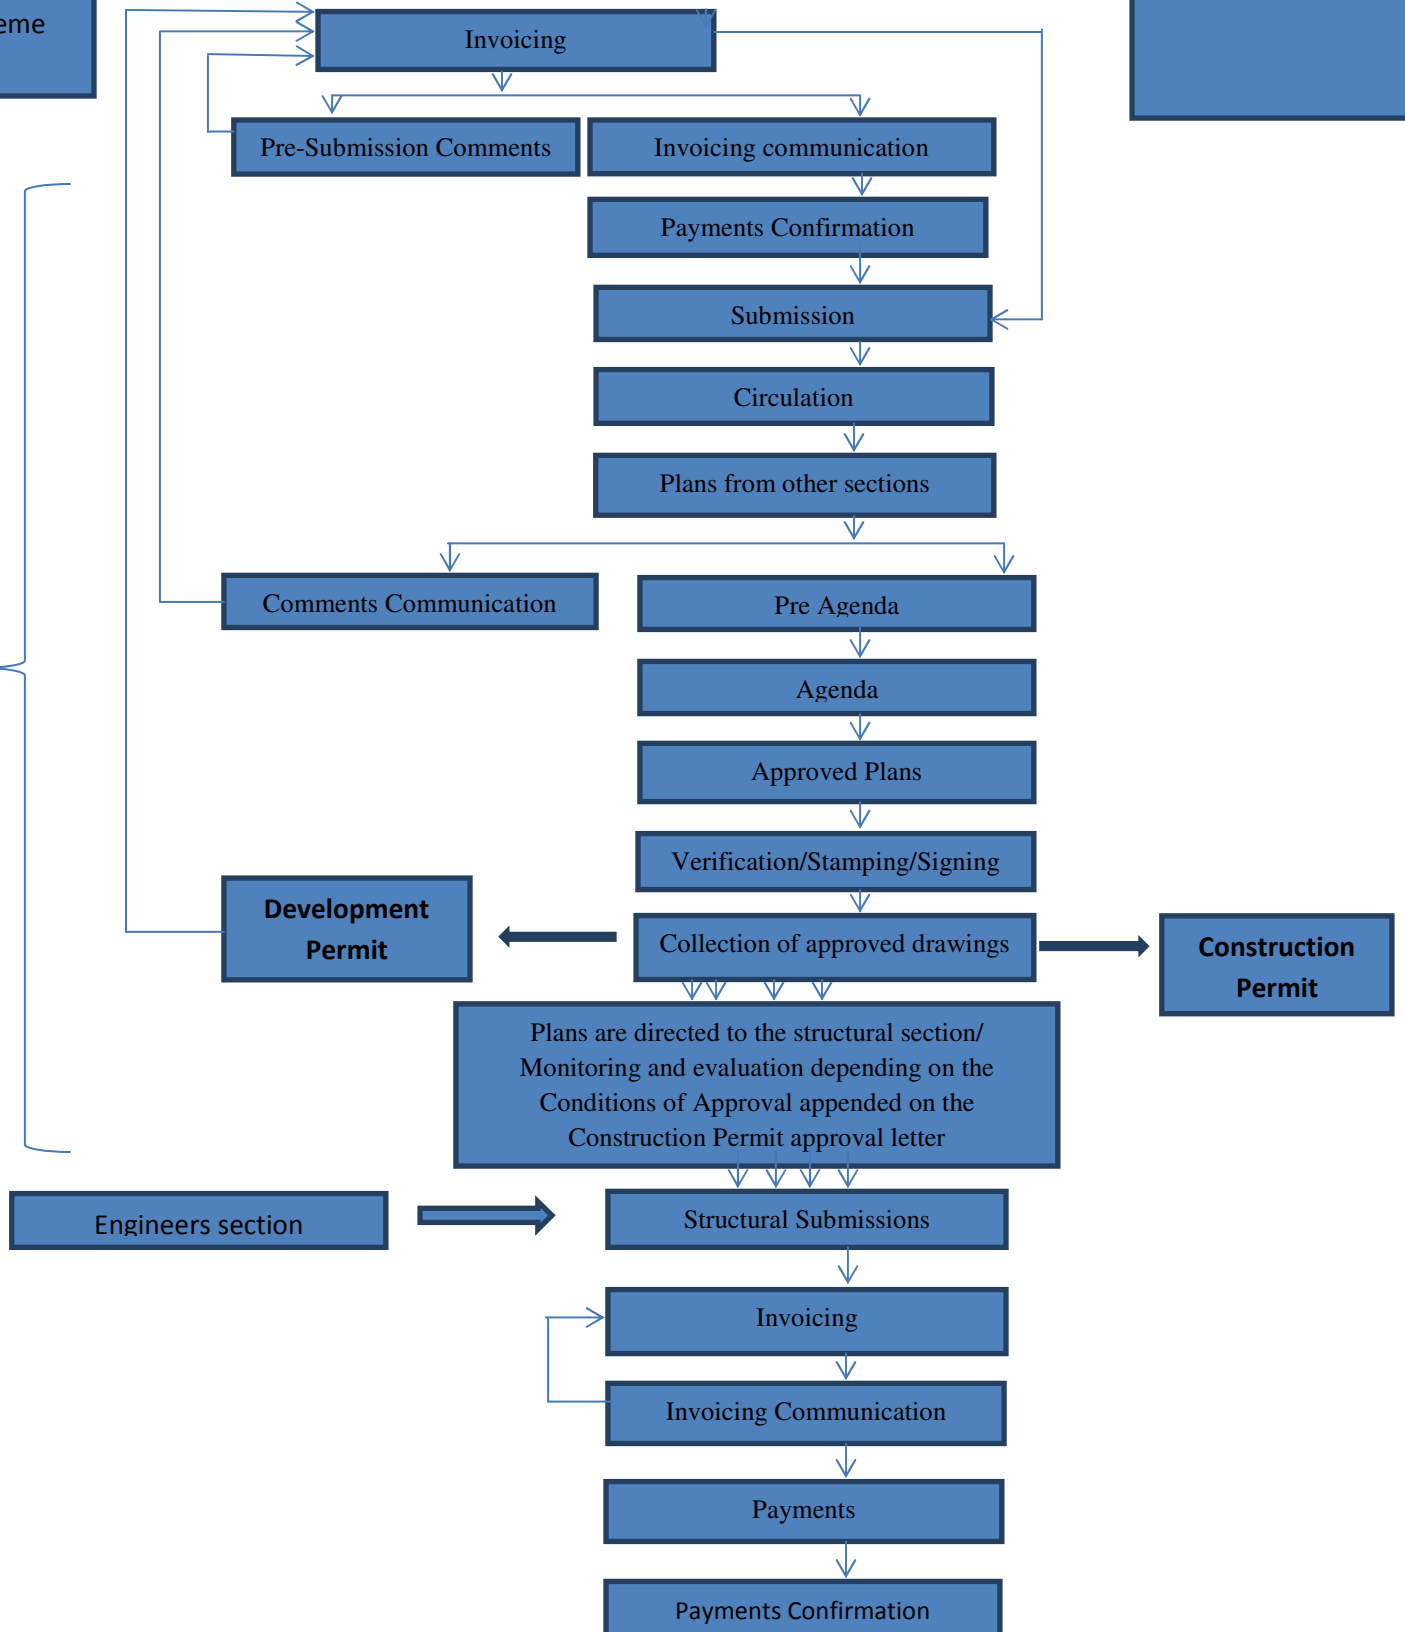 eme
Invoicing
Pre-Submission Comments
Invoicing communication
Payments Confirmation
Submission
Circulation
Plans from other sections
Comments Communication
Pre Agenda
Agenda
Approved Plans
Verification/Stamping/Signing
Development
Permit
Collection of approved drawings
Construction
Permit
Plans are directed to the structural section/
Monitoring and evaluation depending on the
Conditions of Approval appended on the
Construction Permit approval letter
Engineers section
Structural Submissions
Invoicing
Invoicing Communication
Payments
Payments Confirmation